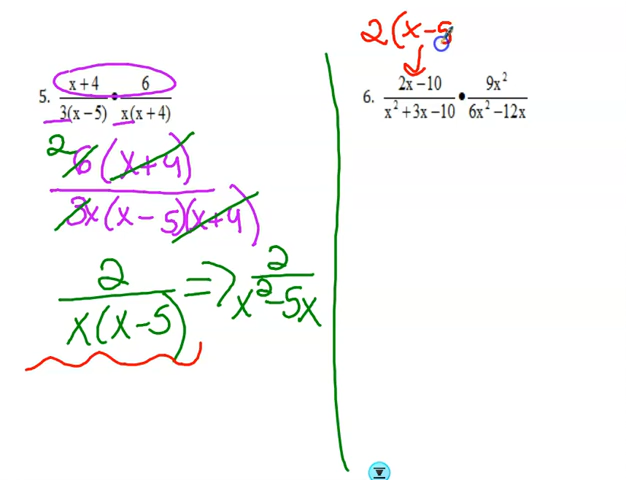 2(x-5
5. x+4/3(x-5) • 6/x(x+4)
6. 2x-10/x²+3x-10 • 9x²/6x²-12x
2 6(x+4)
3x(x-5)(x+4)
2/x(x-5) => 2/x²-5x